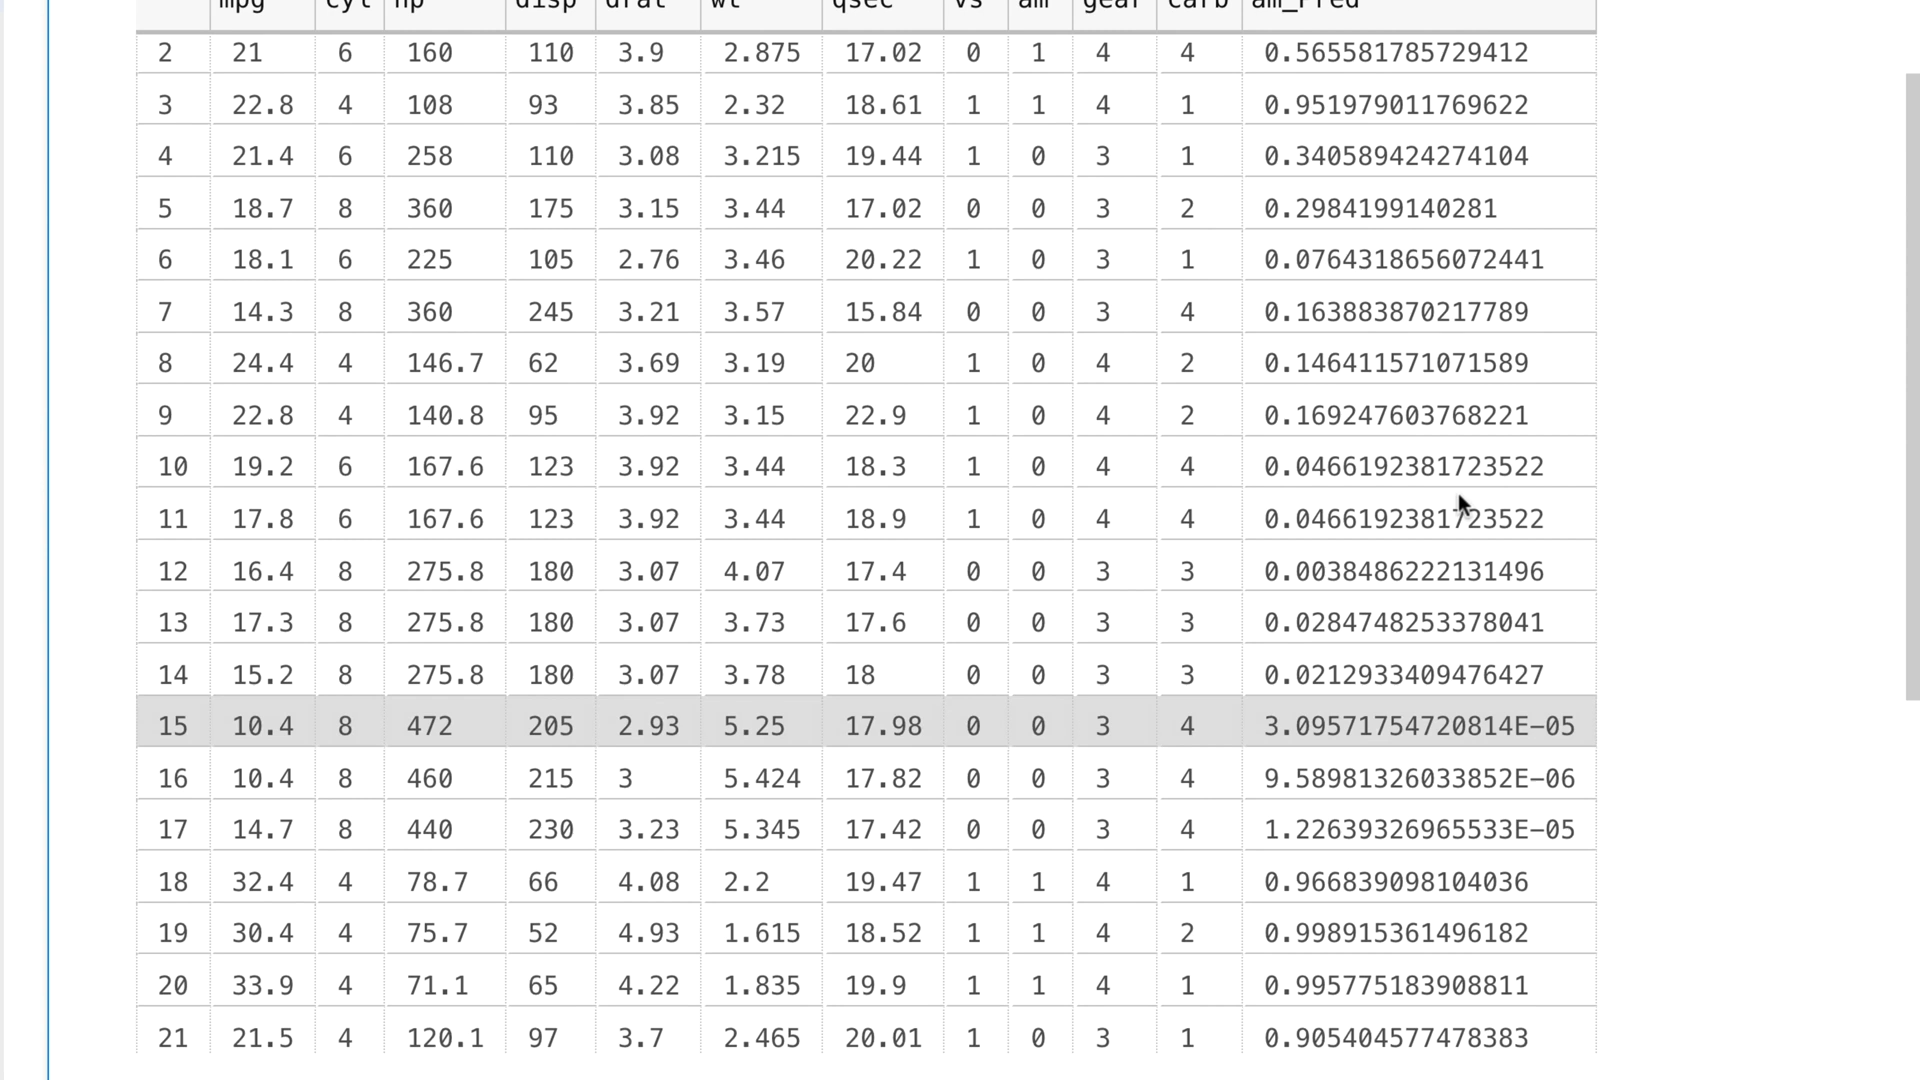 mpg cyl hp disp drat wt qsec vs am gear carb am_Pred
2 21 6 160 110 3.9 2.875 17.02 0 1 4 4 0.565581785729412
3 22.8 4 108 93 3.85 2.32 18.61 1 1 4 1 0.951979011769622
4 21.4 6 258 110 3.08 3.215 19.44 1 0 3 1 0.340589424274104
5 18.7 8 360 175 3.15 3.44 17.02 0 0 3 2 0.2984199140281
6 18.1 6 225 105 2.76 3.46 20.22 1 0 3 1 0.0764318656072441
7 14.3 8 360 245 3.21 3.57 15.84 0 0 3 4 0.163883870217789
8 24.4 4 146.7 62 3.69 3.19 20 1 0 4 2 0.146411571071589
9 22.8 4 140.8 95 3.92 3.15 22.9 1 0 4 2 0.169247603768221
10 19.2 6 167.6 123 3.92 3.44 18.3 1 0 4 4 0.0466192381723522
11 17.8 6 167.6 123 3.92 3.44 18.9 1 0 4 4 0.0466192381723522
12 16.4 8 275.8 180 3.07 4.07 17.4 0 0 3 3 0.0038486222131496
13 17.3 8 275.8 180 3.07 3.73 17.6 0 0 3 3 0.0284748253378041
14 15.2 8 275.8 180 3.07 3.78 18 0 0 3 3 0.0212933409476427
15 10.4 8 472 205 2.93 5.25 17.98 0 0 3 4 3.09571754720814E−05
16 10.4 8 460 215 3 5.424 17.82 0 0 3 4 9.58981326033852E−06
17 14.7 8 440 230 3.23 5.345 17.42 0 0 3 4 1.22639326965533E−05
18 32.4 4 78.7 66 4.08 2.2 19.47 1 1 4 1 0.966839098104036
19 30.4 4 75.7 52 4.93 1.615 18.52 1 1 4 2 0.998915361496182
20 33.9 4 71.1 65 4.22 1.835 19.9 1 1 4 1 0.995775183908811
21 21.5 4 120.1 97 3.7 2.465 20.01 1 0 3 1 0.905404577478383